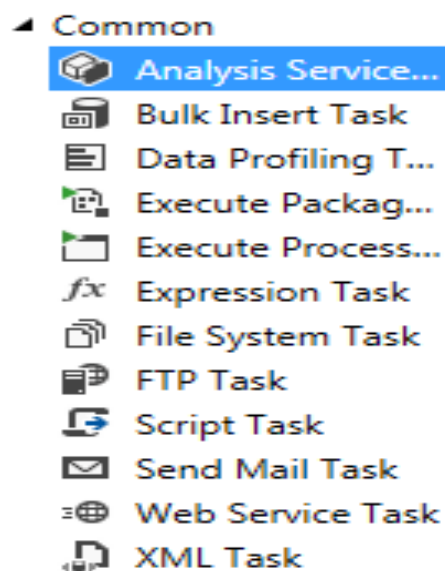 Common
Analysis Service...
Bulk Insert Task
Data Profiling T...
Execute Packag...
Execute Process...
fx Expression Task
File System Task
FTP Task
Script Task
Send Mail Task
Web Service Task
XML Task